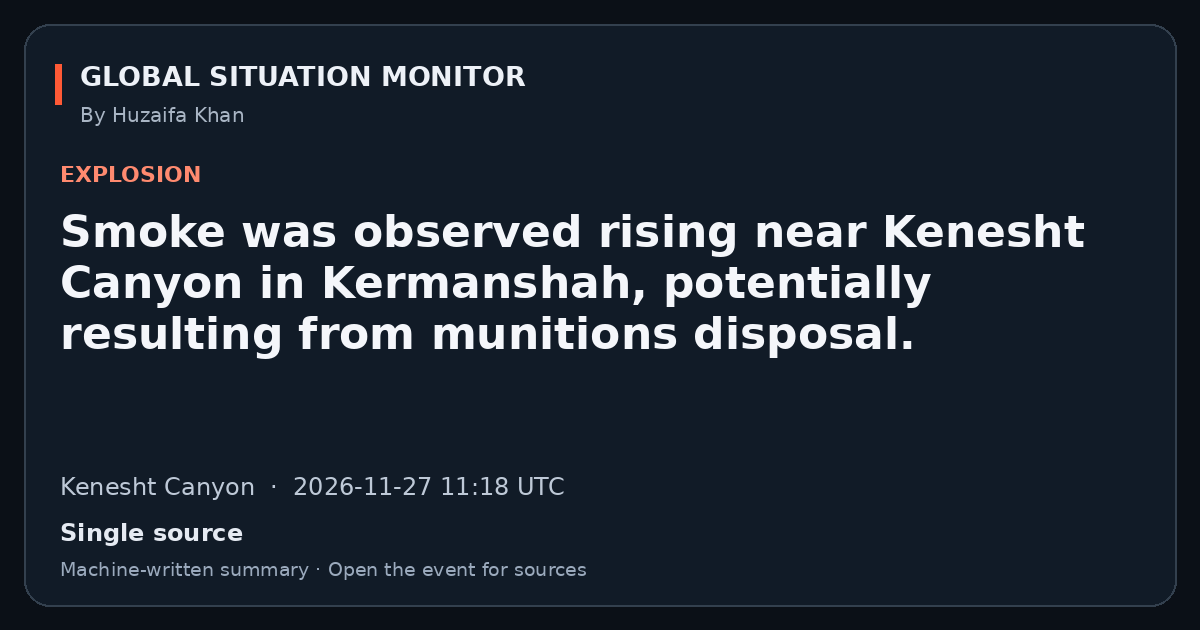 GLOBAL SITUATION MONITOR
By Huzaifa Khan
EXPLOSION
Smoke was observed rising near Kenesht
Canyon in Kermanshah, potentially
resulting from munitions disposal.
Kenesht Canyon · 2026-11-27 11:18 UTC
Single source
Machine-written summary · Open the event for sources